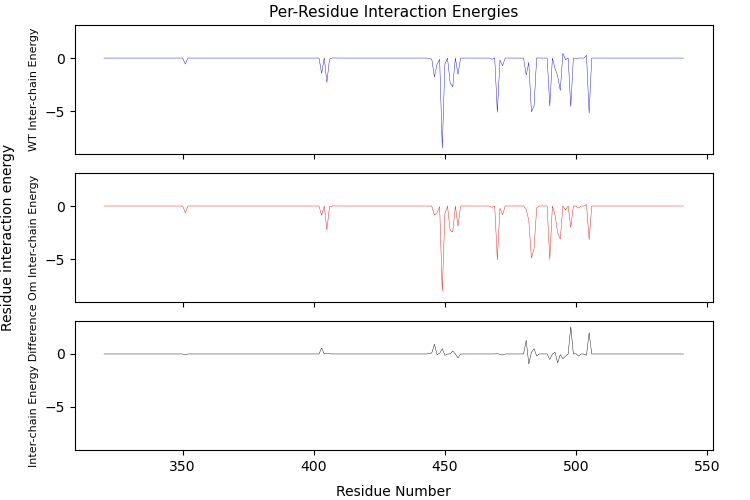 Per-Residue Interaction Energies
Residue interaction energy
WT Inter-chain Energy
0
−5
Om Inter-chain Energy
0
−5
Inter-chain Energy Difference
0
−5
350
400
450
500
550
Residue Number